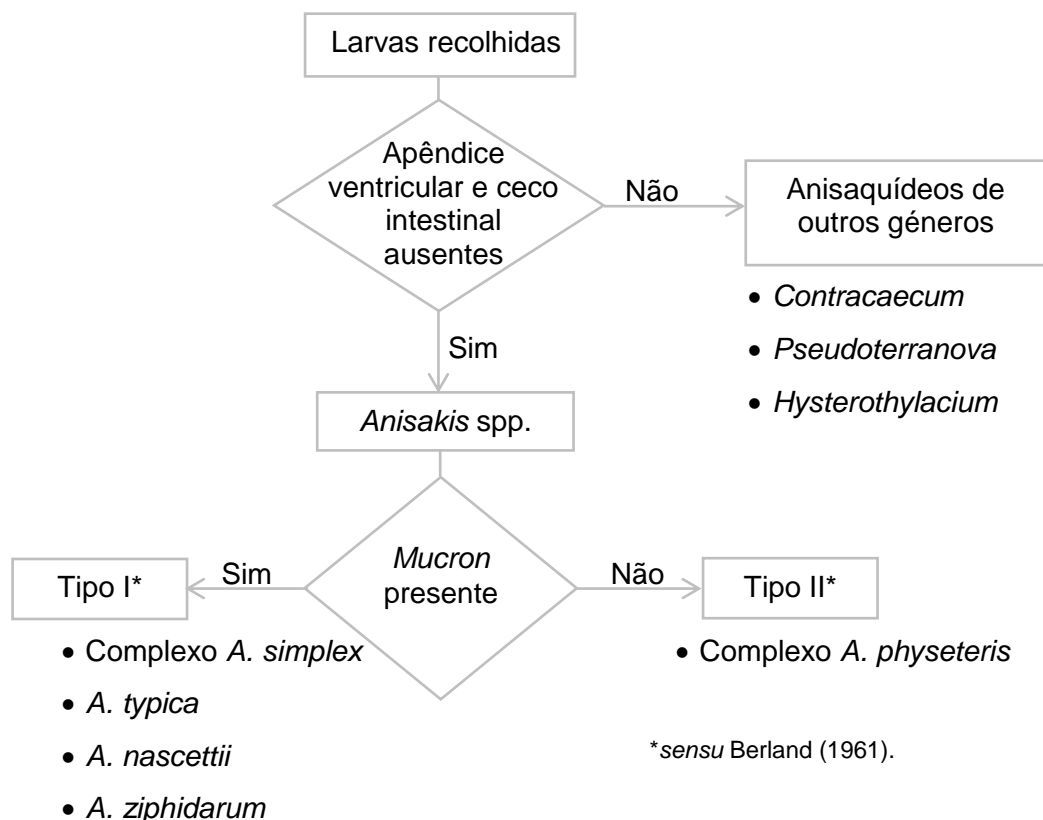 Larvas recolhidas
Apêndice
ventricular e ceco
intestinal
ausentes
Não
Anisaquídeos de
outros géneros
• Contracaecum
• Pseudoterranova
• Hysterothylacium
Sim
Anisakis spp.
Mucron
presente
Sim
Tipo I*
• Complexo A. simplex
• A. typica
• A. nascettii
• A. ziphidarum
Não
Tipo II*
• Complexo A. physeteris
*sensu Berland (1961).